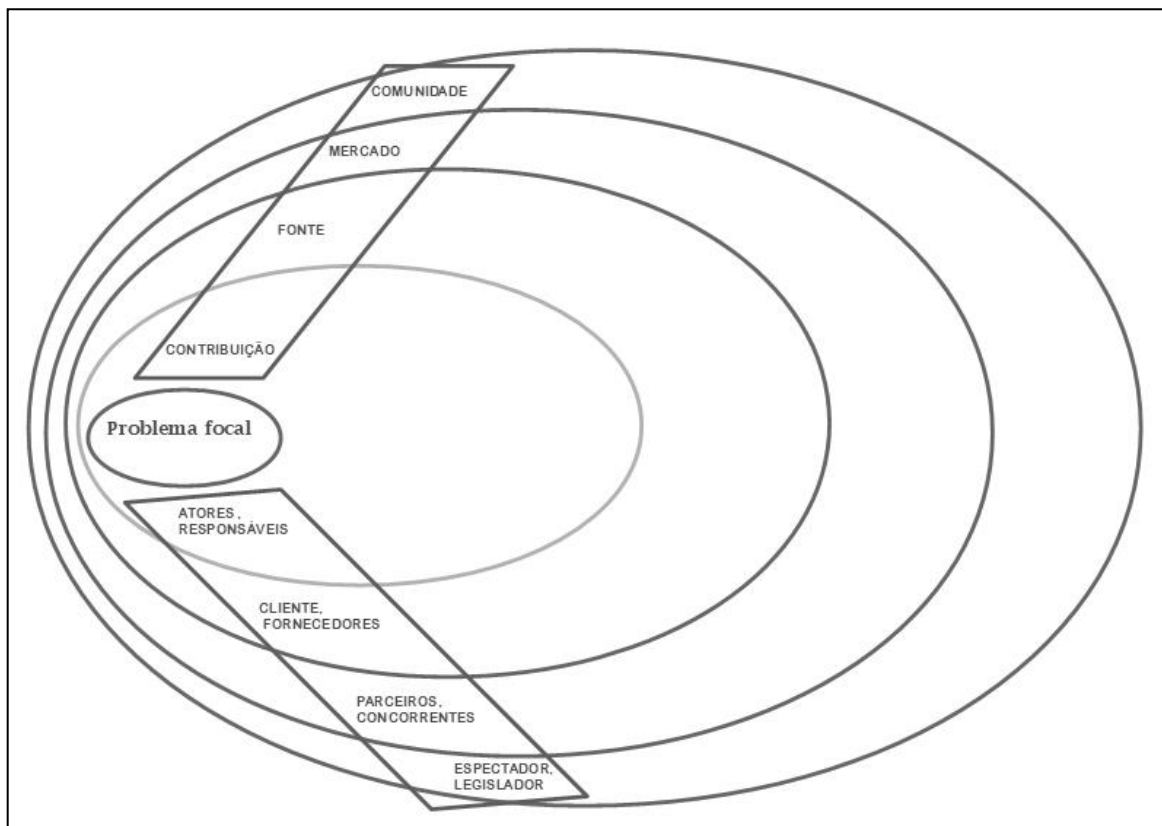 COMUNIDADE
MERCADO
FONTE
CONTRIBUIÇÃO
Problema focal
ATORES,
RESPONSÁVEIS
CLIENTE,
FORNECEDORES
PARCEIROS,
CONCORRENTES
ESPECTADOR,
LEGISLADOR